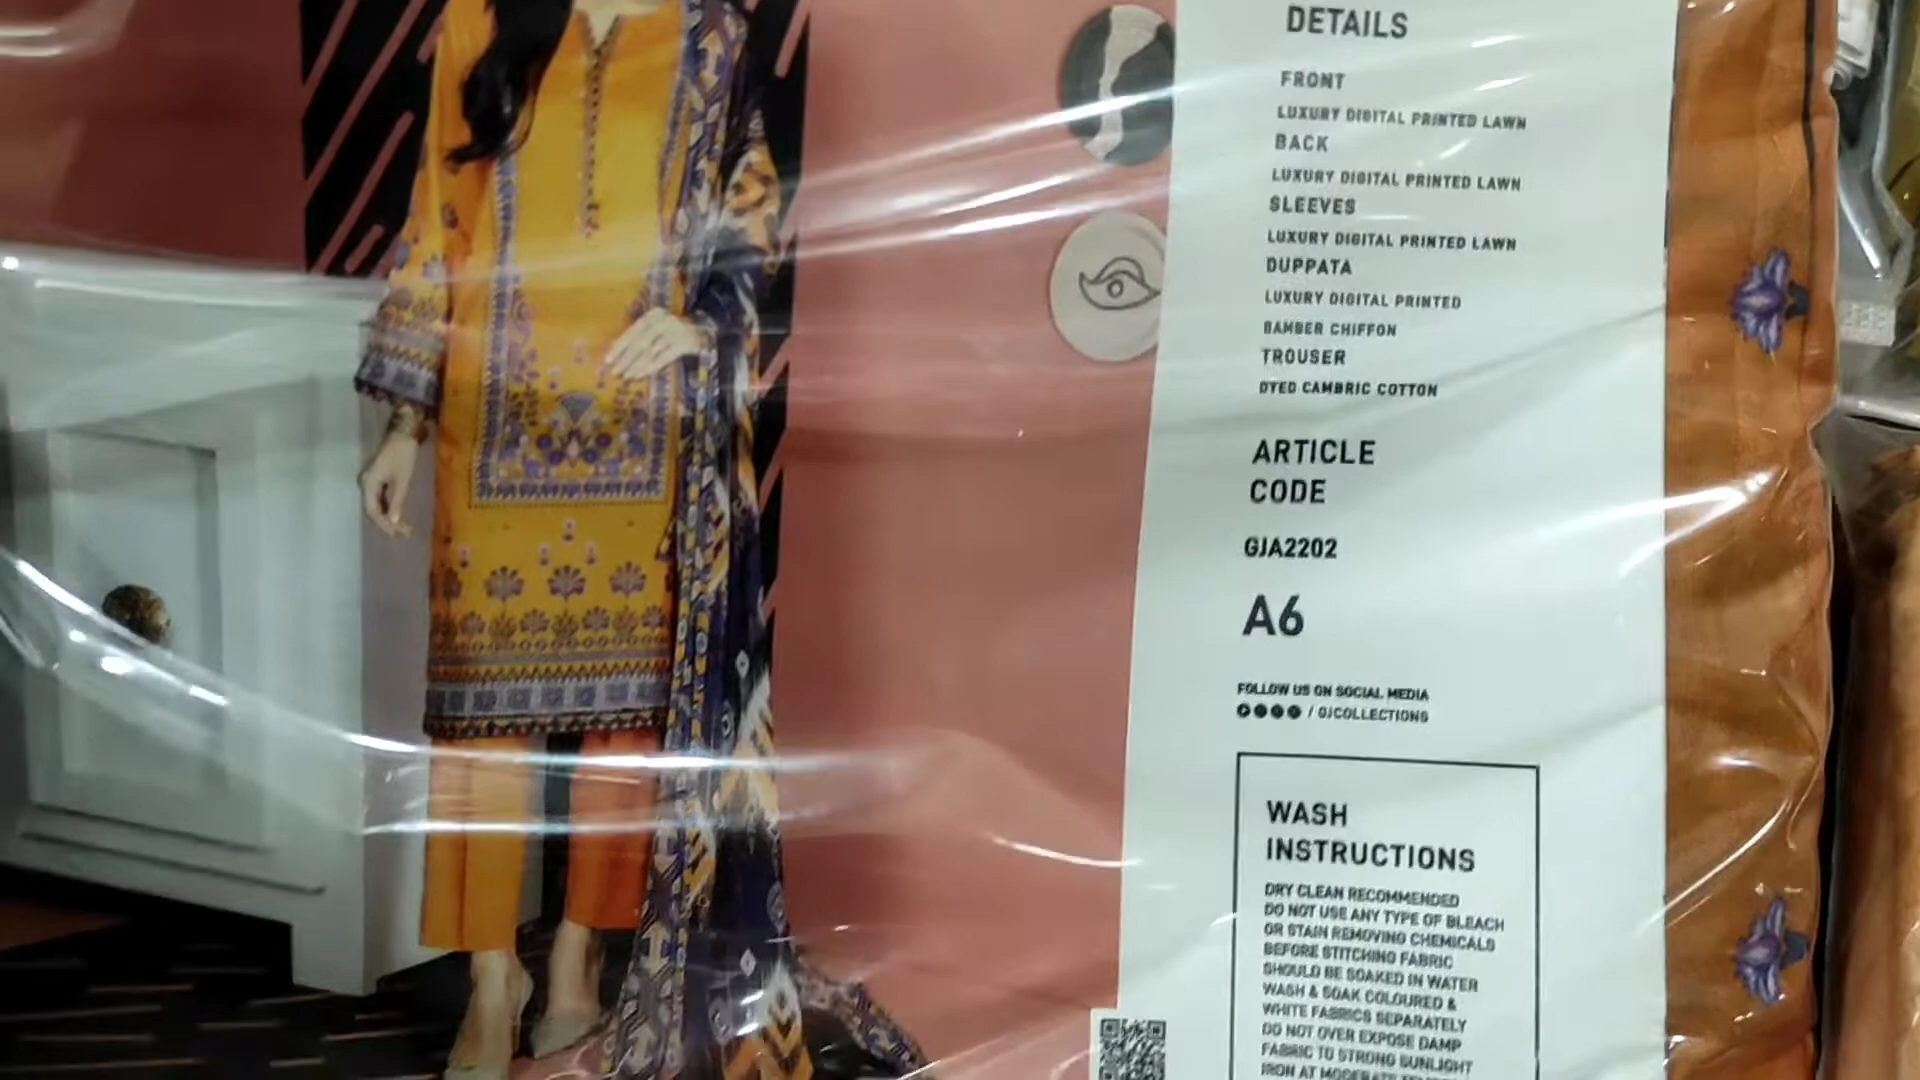 DETAILS
FRONT
LUXURY DIGITAL PRINTED LAWN
BACK
LUXURY DIGITAL PRINTED LAWN
SLEEVES
LUXURY DIGITAL PRINTED LAWN
DUPPATA
LUXURY DIGITAL PRINTED
BAMBER CHIFFON
TROUSER
DYED CAMBRIC COTTON
ARTICLE
CODE
GJA2202
A6
FOLLOW US ON SOCIAL MEDIA
/ GJCOLLECTIONS
WASH
INSTRUCTIONS
DRY CLEAN RECOMMENDED
DO NOT USE ANY TYPE OF BLEACH
OR STAIN REMOVING CHEMICALS
BEFORE STITCHING FABRIC
SHOULD BE SOAKED IN WATER
WASH & SOAK COLOURED &
WHITE FABRICS SEPARATELY
DO NOT OVER EXPOSE DAMP
FABRIC TO STRONG SUNLIGHT
IRON AT MODERATE